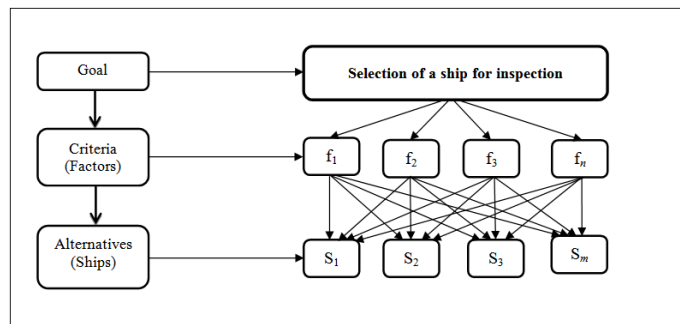 Goal
Selection of a ship for inspection
Criteria
(Factors)
f1
f2
f3
fn
Alternatives
(Ships)
S1
S2
S3
Sm